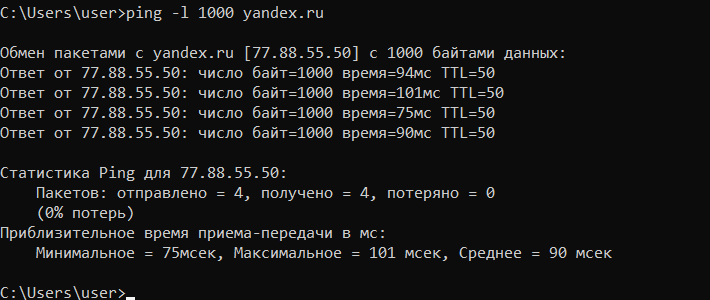 C:\Users\user>ping -l 1000 yandex.ru
Обмен пакетами с yandex.ru [77.88.55.50] с 1000 байтами данных:
Ответ от 77.88.55.50: число байт=1000 время=94мс TTL=50
Ответ от 77.88.55.50: число байт=1000 время=101мс TTL=50
Ответ от 77.88.55.50: число байт=1000 время=75мс TTL=50
Ответ от 77.88.55.50: число байт=1000 время=90мс TTL=50
Статистика Ping для 77.88.55.50:
Пакетов: отправлено = 4, получено = 4, потеряно = 0
(0% потерь)
Приблизительное время приема-передачи в мс:
Минимальное = 75мсек, Максимальное = 101 мсек, Среднее = 90 мсек
C:\Users\user>